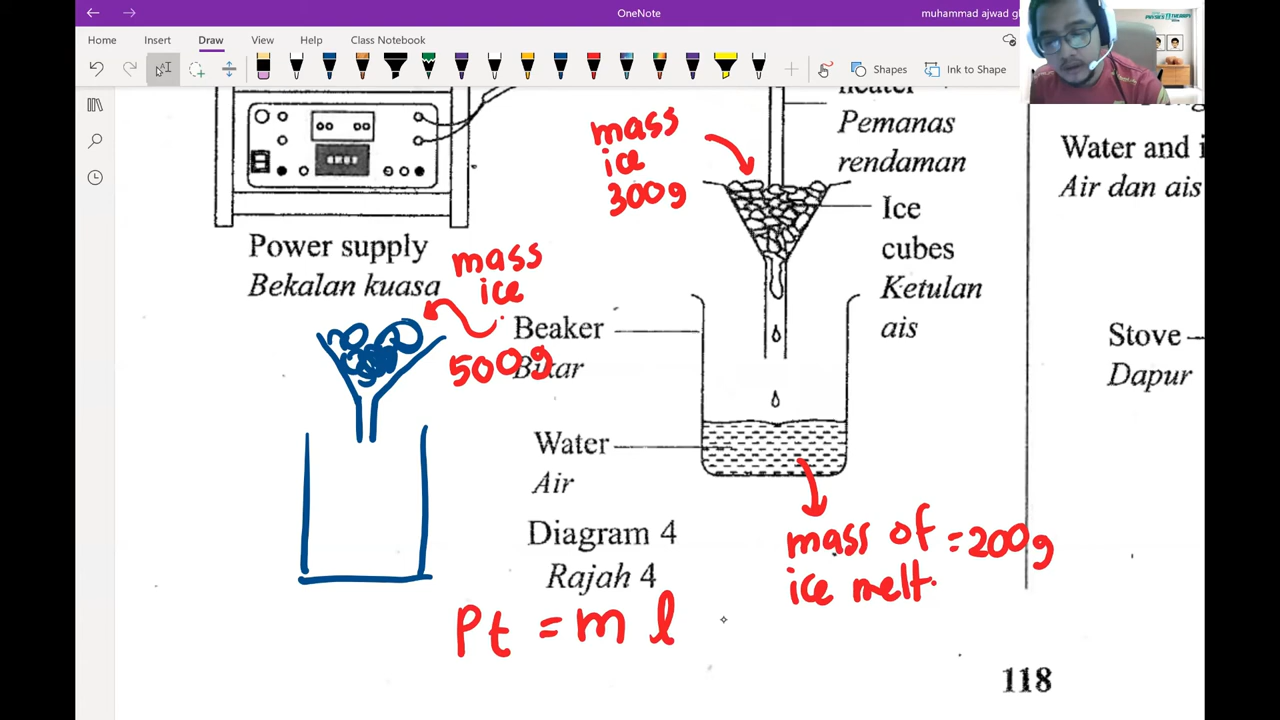 OneNote
muhammad ajwad
Home Insert Draw View Help Class Notebook
Shapes
Ink to Shape
PHYSICS THERAPY
heater
Pemanas
rendaman
mass
ice
300g
Water and i
Air dan ais
Ice
cubes
Ketulan
ais
Power supply
Bekalan kuasa
mass
ice
500g
Beaker
Bikar
Stove
Dapur
Water
Air
Diagram 4
Rajah 4
mass of = 200g
ice melt.
Pt = m l
118